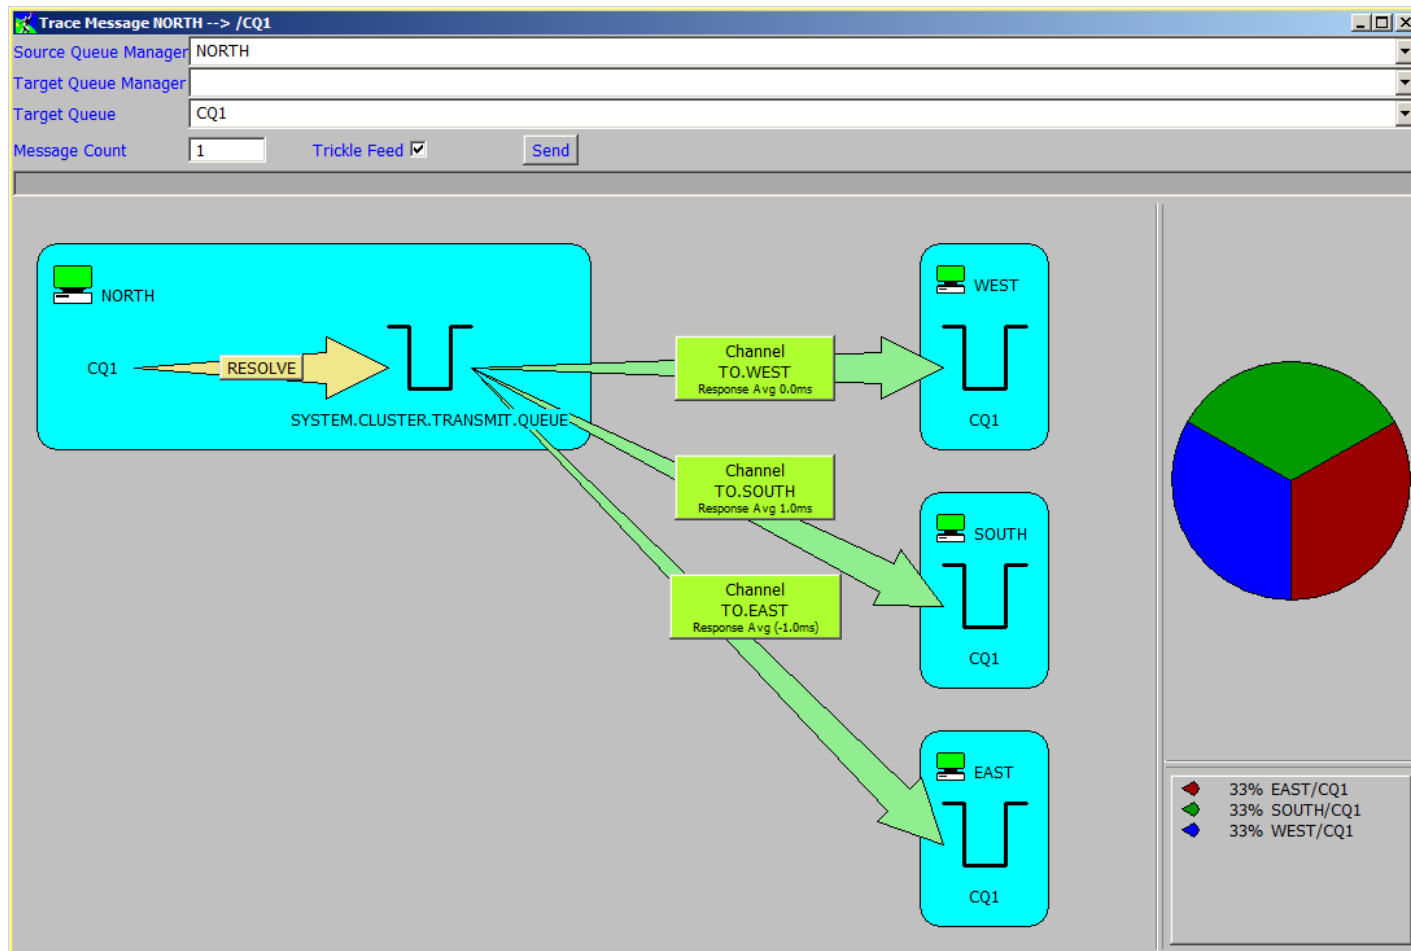 Trace Message NORTH --> /CQ1
Source Queue Manager NORTH
Target Queue Manager
Target Queue CQ1
Message Count 1 Trickle Feed Send
NORTH
CQ1
RESOLVE
SYSTEM.CLUSTER.TRANSMIT.QUEUE
Channel
TO.WEST
Response Avg 0.0ms
WEST
CQ1
Channel
TO.SOUTH
Response Avg 1.0ms
SOUTH
CQ1
Channel
TO.EAST
Response Avg (-1.0ms)
EAST
CQ1
33% EAST/CQ1
33% SOUTH/CQ1
33% WEST/CQ1